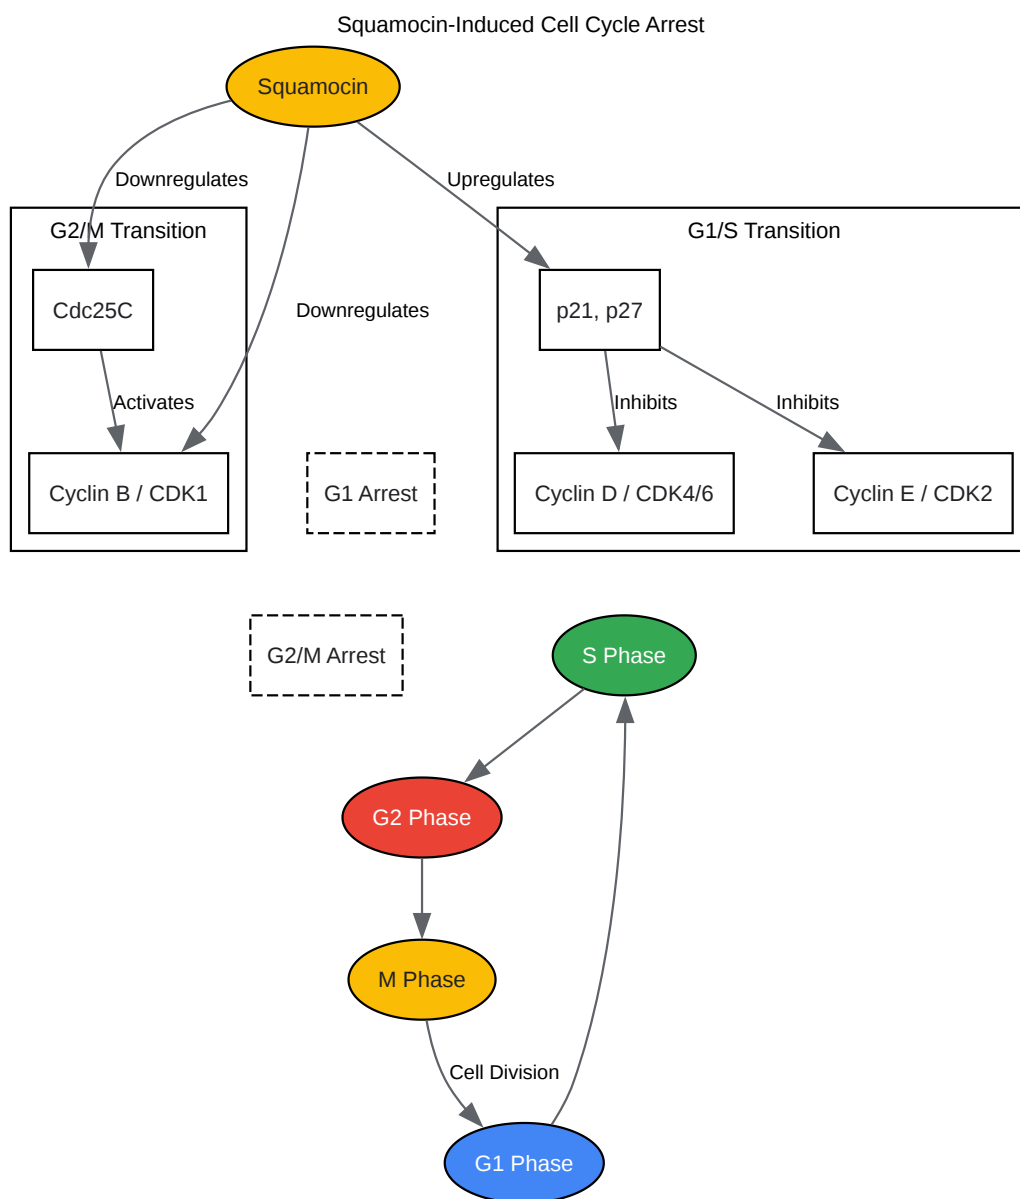 Squamocin-Induced Cell Cycle Arrest
Squamocin
Downregulates
Upregulates
G2/M Transition
G1/S Transition
Cdc25C
Downregulates
p21, p27
Activates
Inhibits
Inhibits
Cyclin B / CDK1
G1 Arrest
Cyclin D / CDK4/6
Cyclin E / CDK2
G2/M Arrest
S Phase
G2 Phase
M Phase
Cell Division
G1 Phase